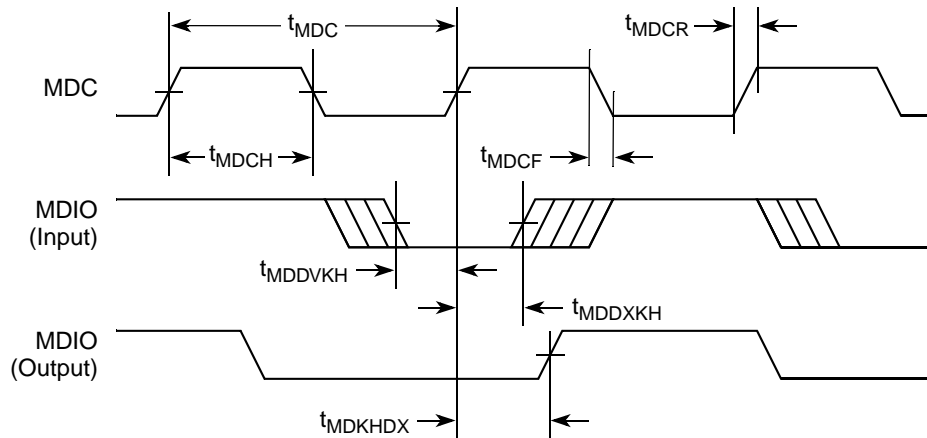 tMDC
tMDCR
MDC
tMDCH
tMDCF
MDIO
(Input)
tMDDVKH
tMDDXKH
MDIO
(Output)
tMDKHDX